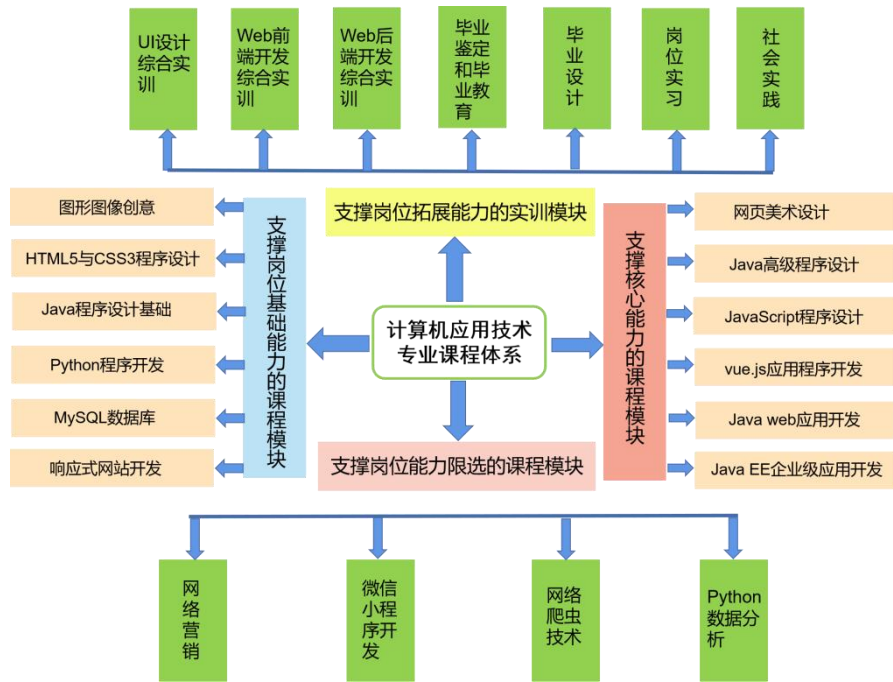 UI设计
综合实
训
Web前
端开发
综合实训
Web后
端开发
综合实训
毕业
鉴定
和毕
业教
育
毕
业
设
计
岗
位
实
习
社
会
实
践
支撑岗位拓展能力的实训模块
图形图像创意
HTML5与CSS3程序设计
Java程序设计基础
Python程序开发
MySQL数据库
响应式网站开发
支撑岗位基础能力的课程模块
计算机应用技术
专业课程体系
支撑核心能力的课程模块
网页美术设计
Java高级程序设计
JavaScript程序设计
vue.js应用程序开发
Java web应用开发
Java EE企业级应用开发
支撑岗位能力限选的课程模块
网
络
营
销
微信
小程
序开
发
网络
爬虫
技术
Python
数据分
析